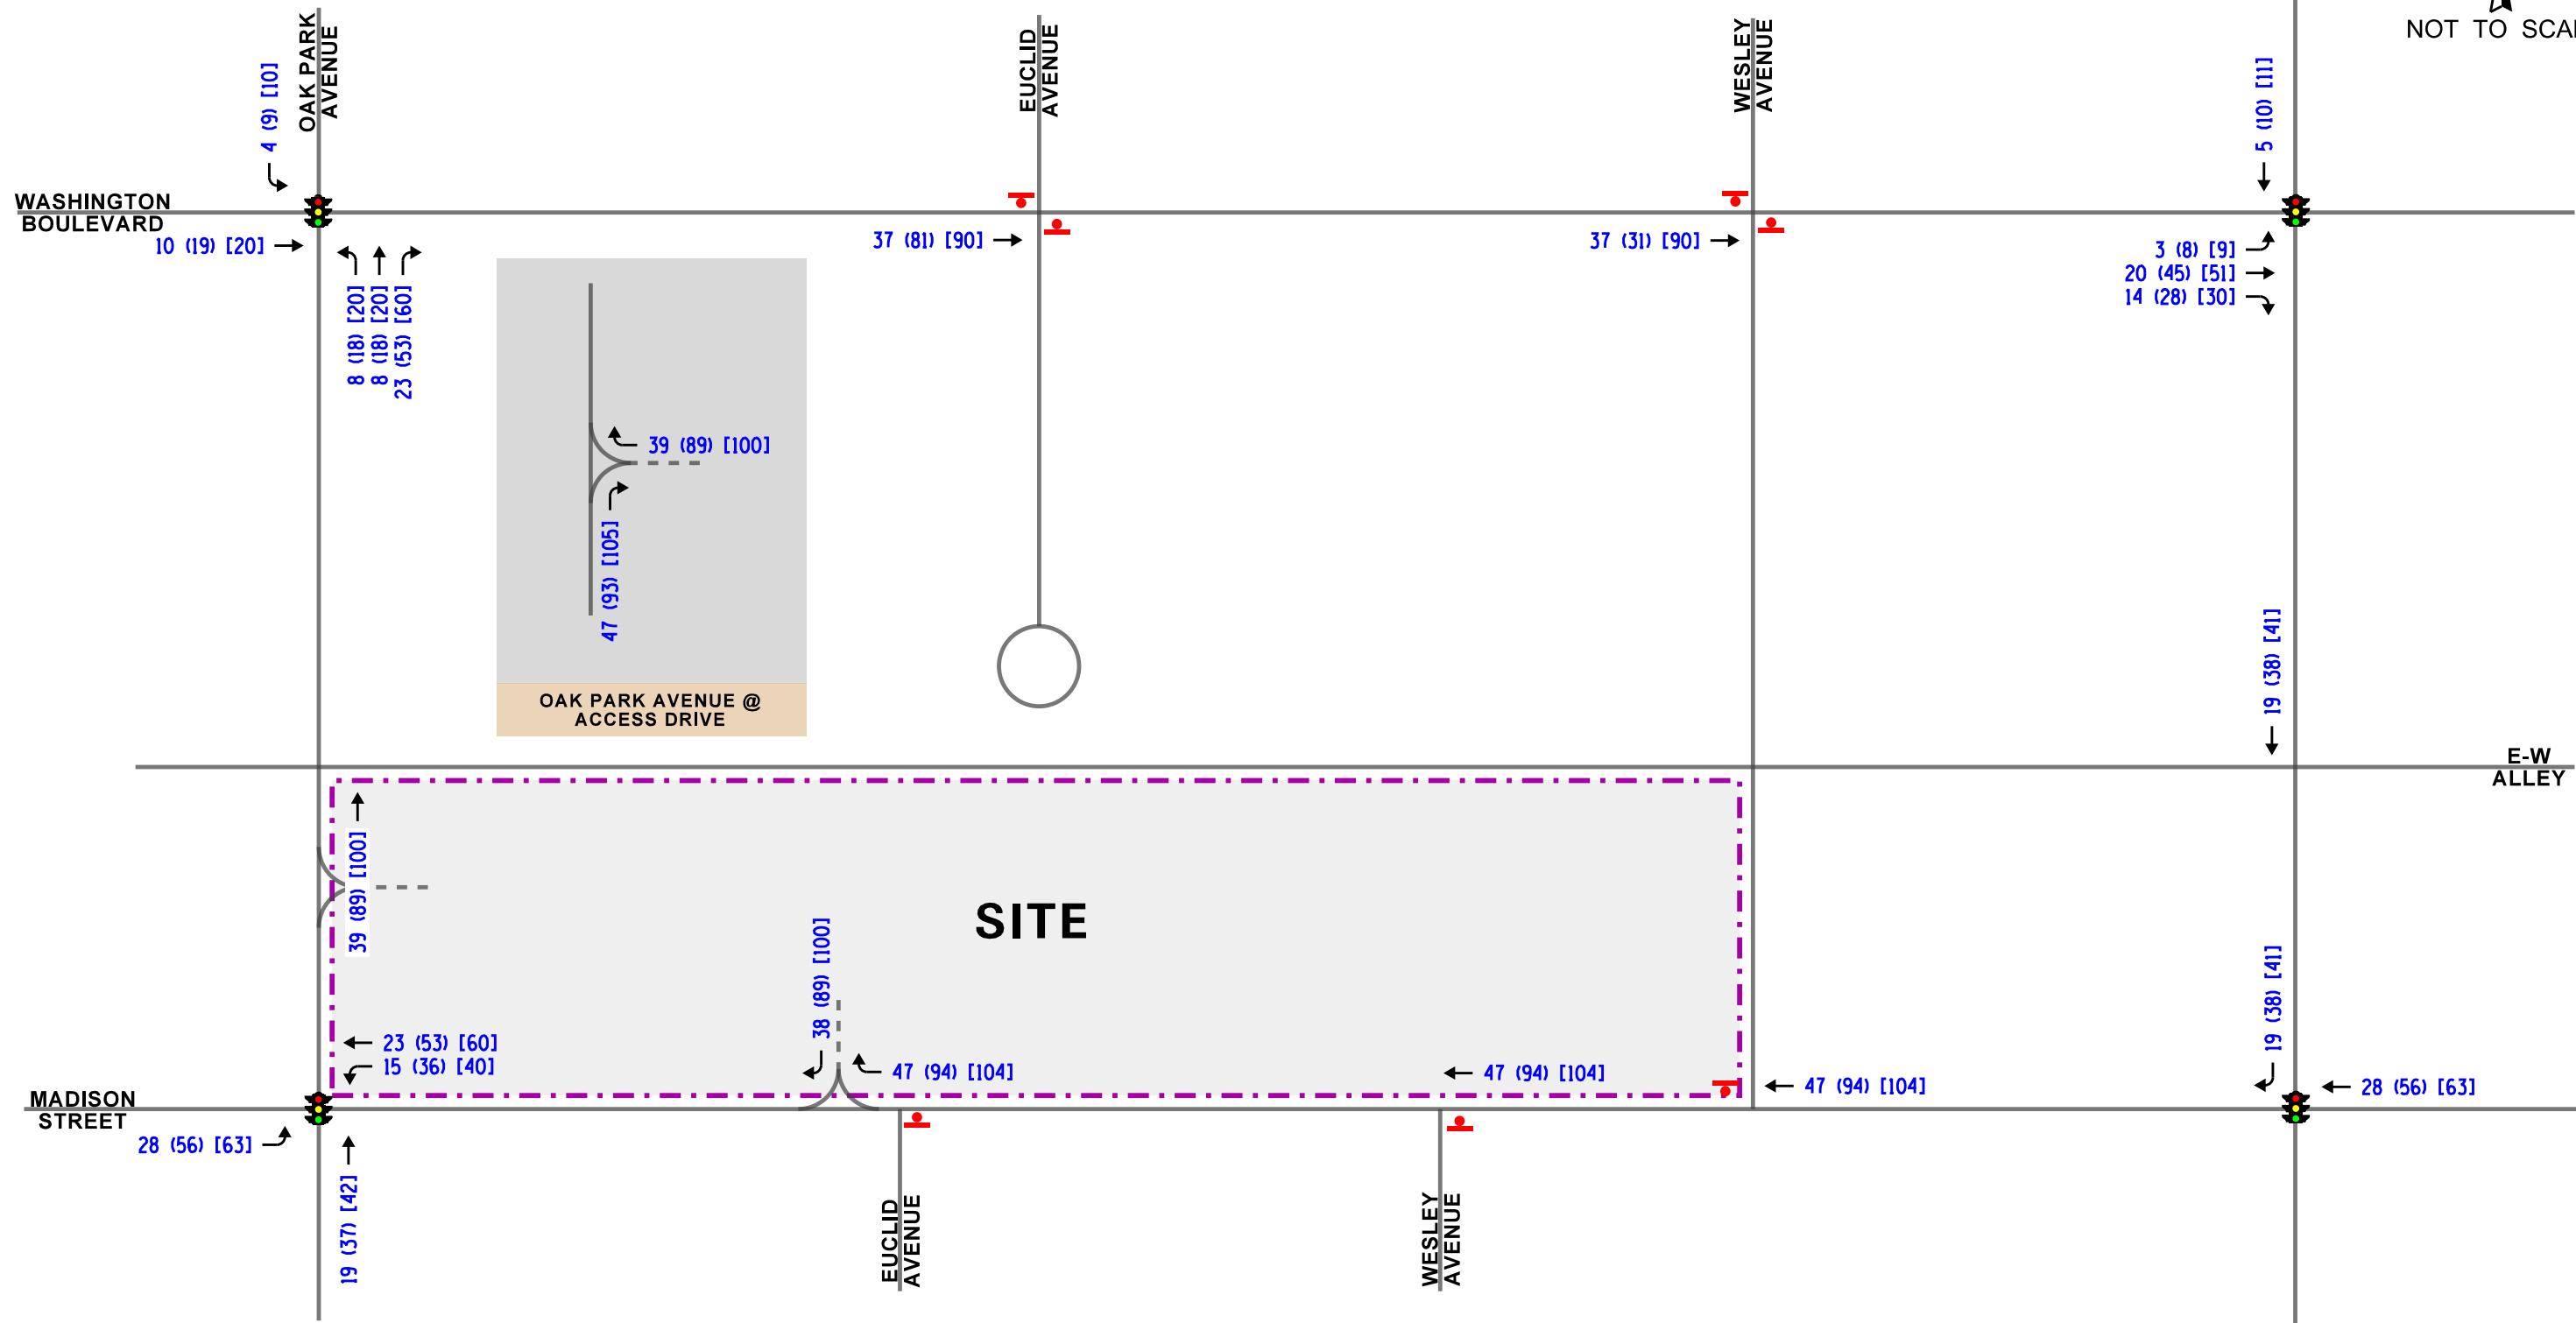 NOT TO SCAL
OAK PARK
AVENUE
EUCLID
AVENUE
WESLEY
AVENUE
4 (9) [10]
5 (10) [11]
WASHINGTON
BOULEVARD
10 (19) [20]
8 (18) [20]
8 (18) [20]
23 (53) [60]
37 (81) [90]
37 (31) [90]
3 (8) [9]
20 (45) [51]
14 (28) [30]
39 (89) [100]
47 (93) [105]
OAK PARK AVENUE @
ACCESS DRIVE
19 (38) [41]
E-W
ALLEY
39 (89) [100]
SITE
38 (89) [100]
23 (53) [60]
15 (36) [40]
47 (94) [104]
47 (94) [104]
47 (94) [104]
19 (38) [41]
28 (56) [63]
MADISON
STREET
28 (56) [63]
19 (37) [42]
EUCLID
AVENUE
WESLEY
AVENUE